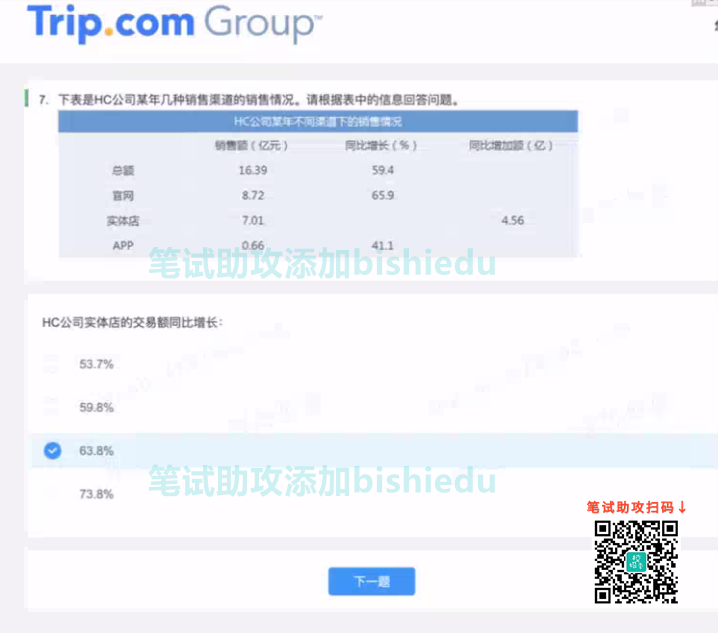 Trip.com Group™
7. 下表是HC公司某年几种销售渠道的销售情况。请根据表中的信息回答问题。
HC公司某年不同渠道下的销售情况
销售额（亿元） 同比增长（%） 同比增加额（亿）
总额 16.39 59.4
官网 8.72 65.9
实体店 7.01 4.56
APP 0.66 41.1
笔试助攻添加bishiedu
HC公司实体店的交易额同比增长:
53.7%
59.8%
63.8%
73.8%
笔试助攻添加bishiedu
笔试助攻扫码↓
下一题